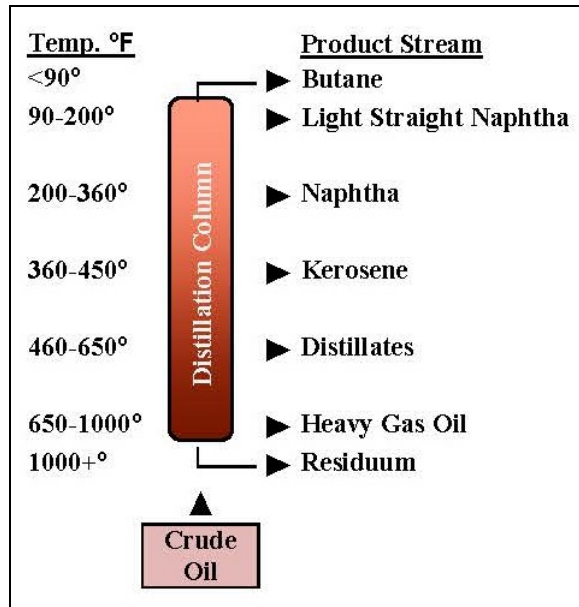 Temp. ºF Product Stream
<90° Butane
90-200° Light Straight Naphtha
200-360° Naphtha
360-450° Kerosene
460-650° Distillates
650-1000° Heavy Gas Oil
1000+° Residuum
Distillation Column
Crude
Oil